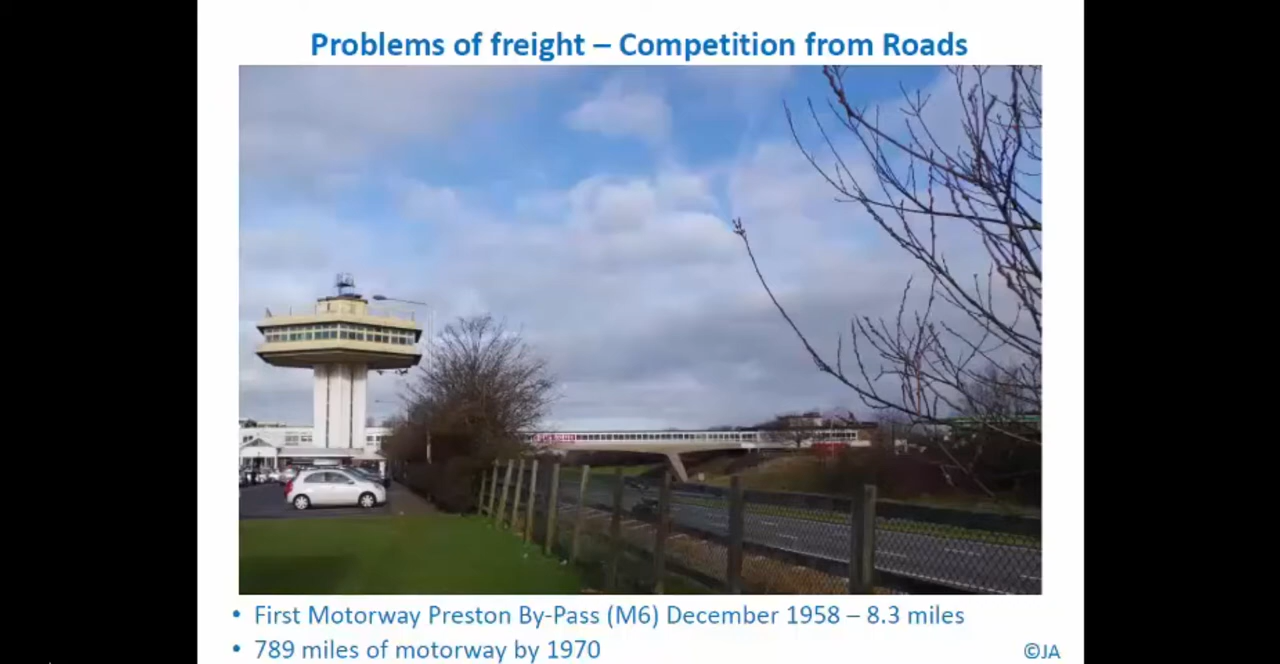 Problems of freight – Competition from Roads
• First Motorway Preston By-Pass (M6) December 1958 – 8.3 miles
• 789 miles of motorway by 1970
©JA